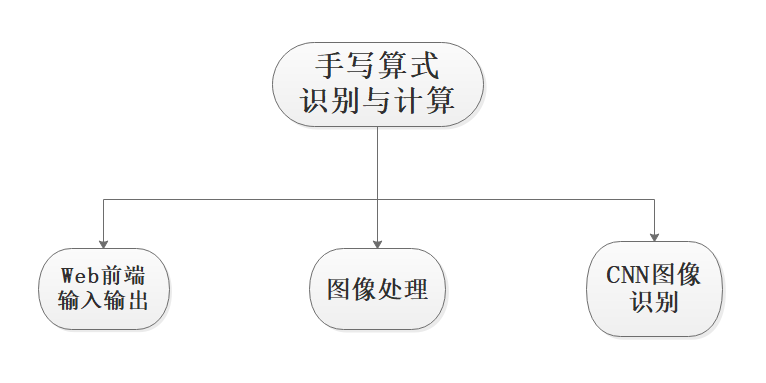 手写算式
识别与计算
Web前端
输入输出
图像处理
CNN图像
识别